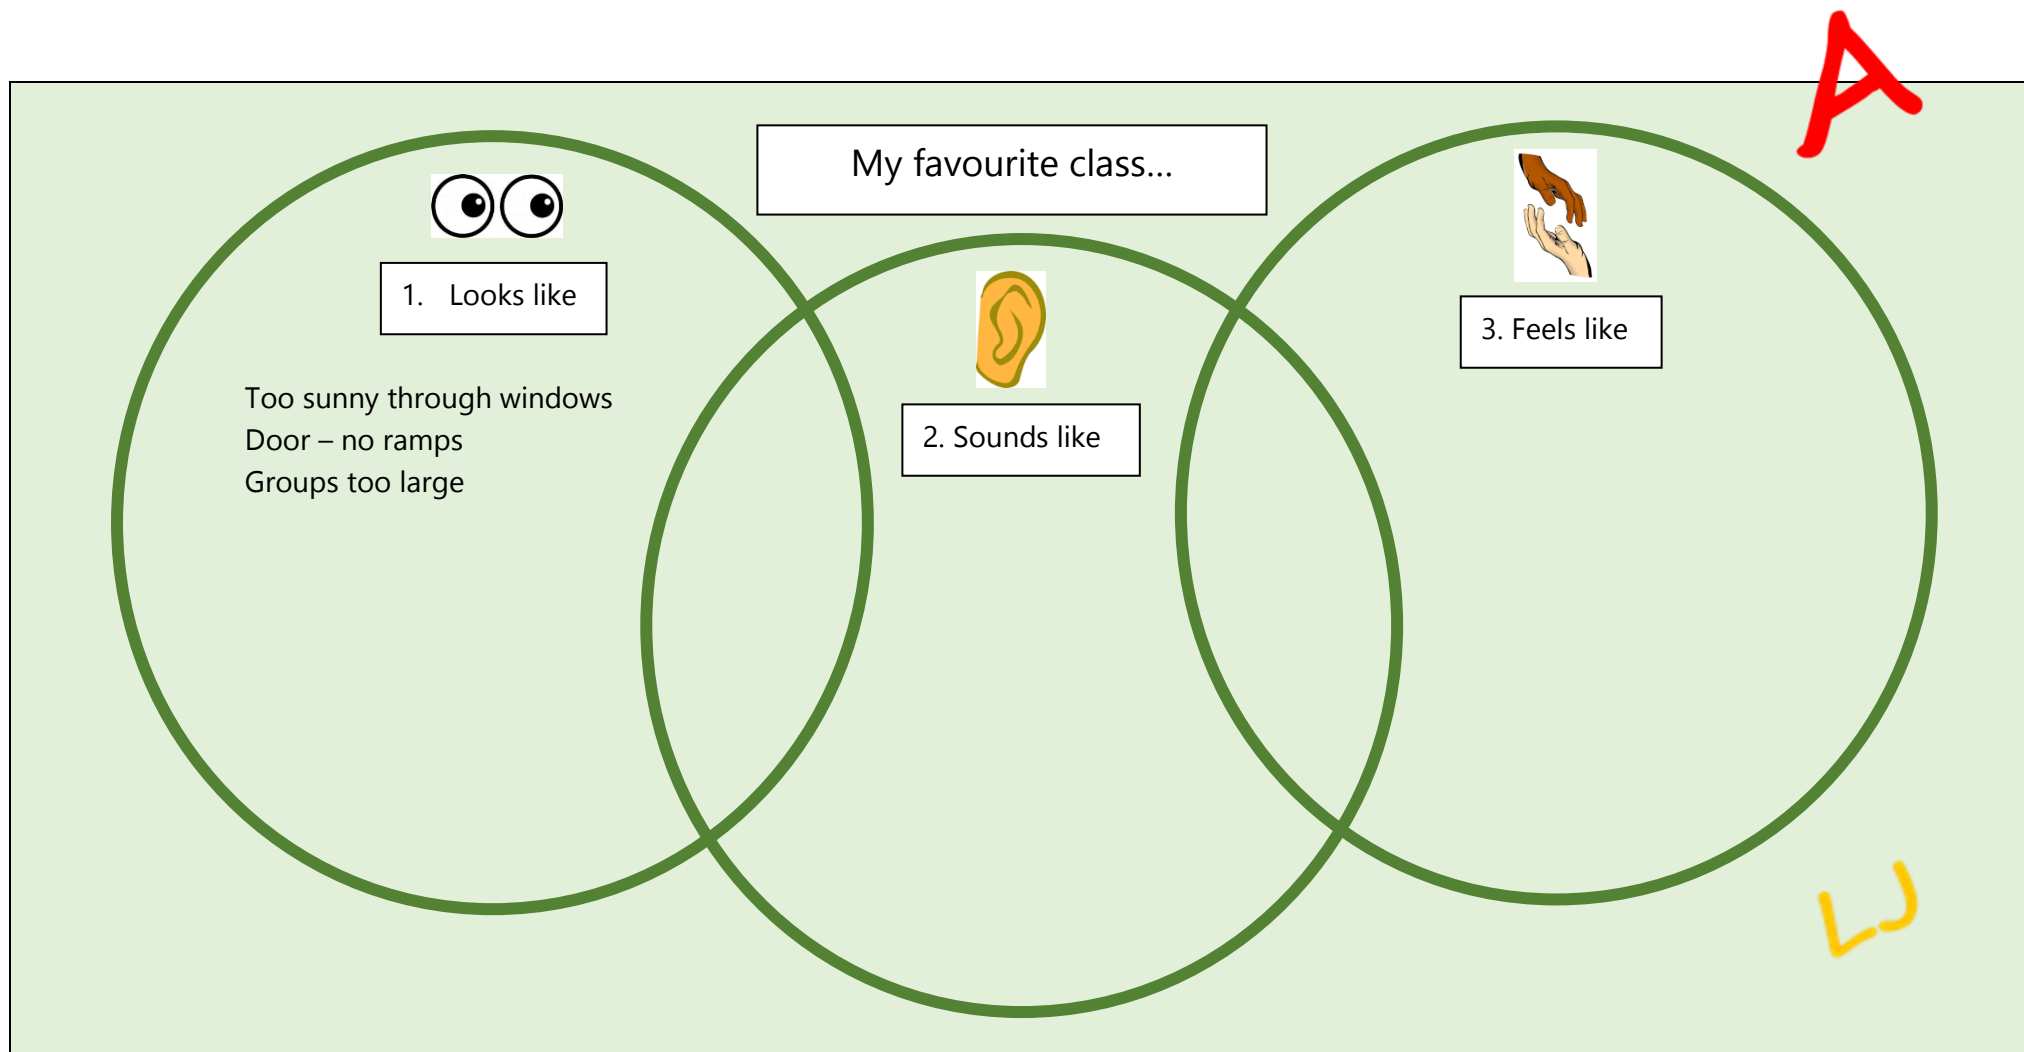 A
My favourite class...
1. Looks like
Too sunny through windows
Door – no ramps
Groups too large
2. Sounds like
3. Feels like